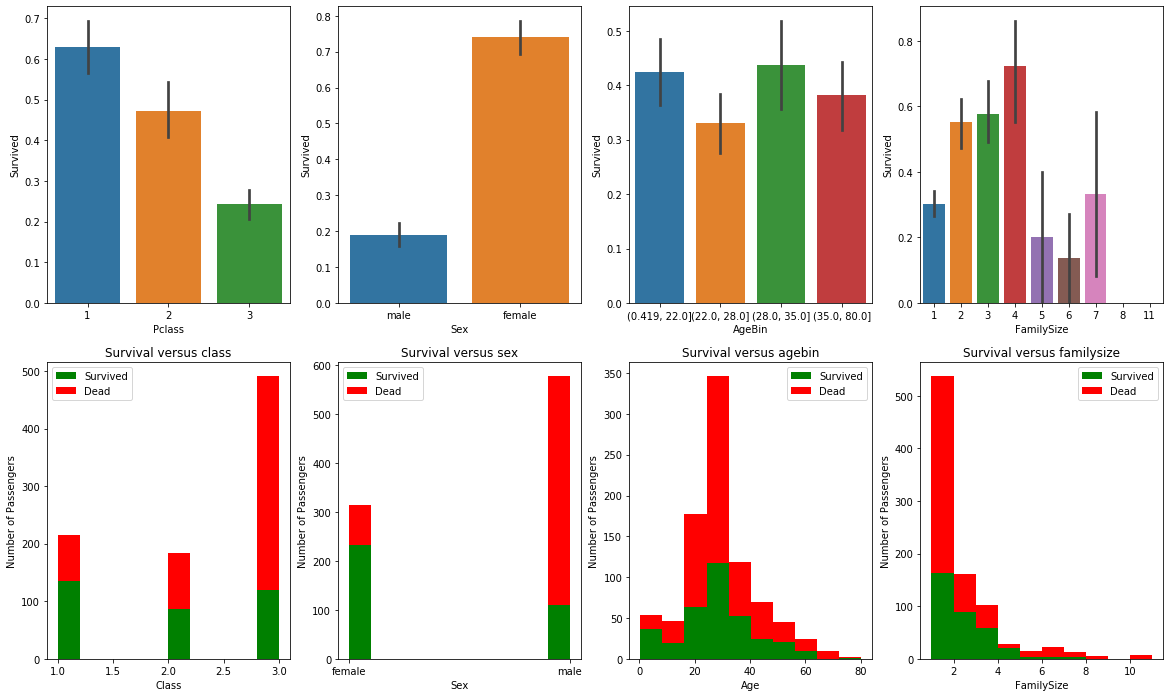 0.7
0.6
0.5
0.4
0.3
0.2
0.1
0.0
Survived
1 2 3
Pclass
0.8
0.7
0.6
0.5
0.4
0.3
0.2
0.1
0.0
Survived
male female
Sex
0.5
0.4
0.3
0.2
0.1
0.0
Survived
(0.419, 22.0] (22.0, 28.0] (28.0, 35.0] (35.0, 80.0]
AgeBin
0.8
0.6
0.4
0.2
0.0
Survived
1 2 3 4 5 6 7 8 11
FamilySize
Survival versus class
Survived
Dead
500
400
300
200
100
0
Number of Passengers
1.0 1.5 2.0 2.5 3.0
Class
Survival versus sex
Survived
Dead
600
500
400
300
200
100
0
Number of Passengers
female male
Sex
Survival versus agebin
Survived
Dead
350
300
250
200
150
100
50
0
Number of Passengers
0 20 40 60 80
Age
Survival versus familysize
Survived
Dead
500
400
300
200
100
0
Number of Passengers
2 4 6 8 10
FamilySize